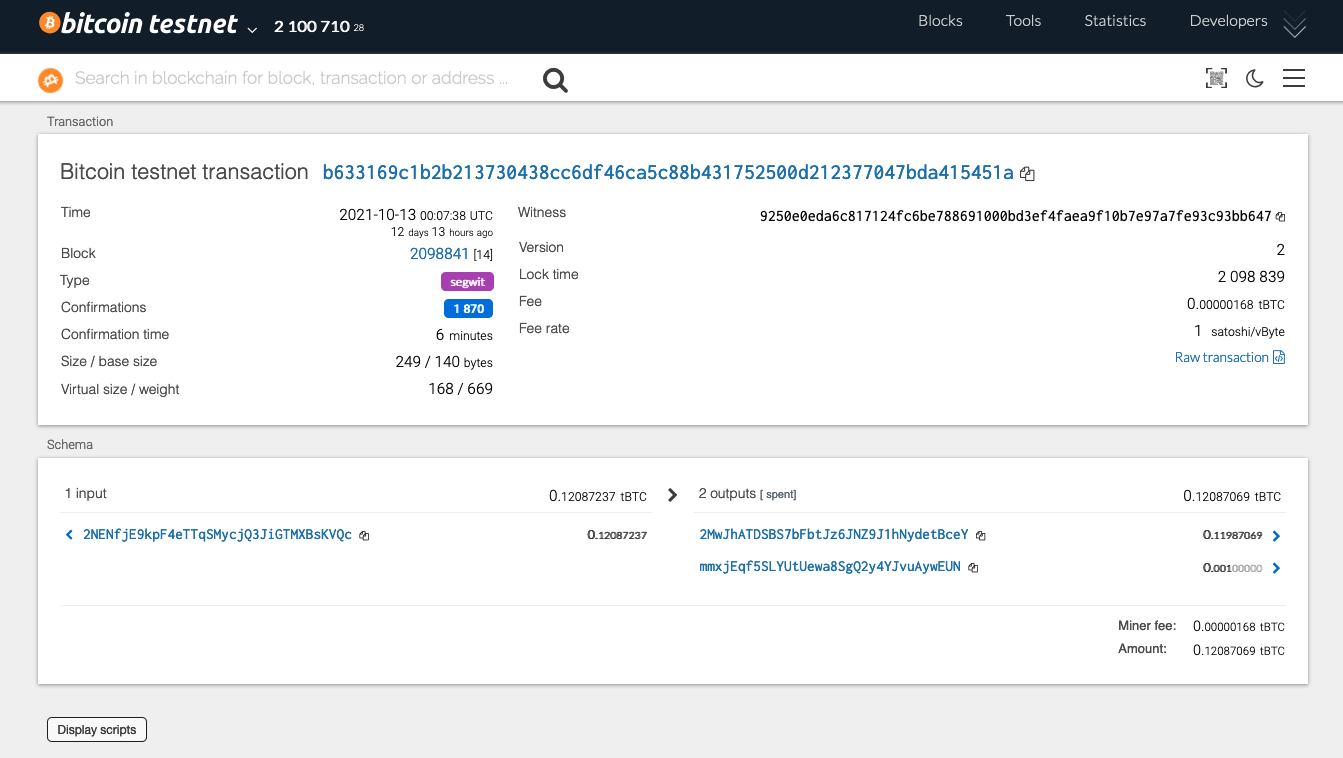 bitcoin testnet 2 100 710 28 Blocks Tools Statistics Developers
Search in blockchain for block, transaction or address ...
Transaction
Bitcoin testnet transaction b633169c1b2b213730438cc6df46ca5c88b431752500d212377047bda415451a
Time 2021-10-13 00:07:38 UTC
12 days 13 hours ago
Block 2098841 [14]
Type segwit
Confirmations 1 870
Confirmation time 6 minutes
Size / base size 249 / 140 bytes
Virtual size / weight 168 / 669
Witness 9250e0eda6c817124fc6be788691000bd3ef4faea9f10b7e97a7fe93c93bb647
Version 2
Lock time 2 098 839
Fee 0.00000168 tBTC
Fee rate 1 satoshi/vByte
Raw transaction
Schema
1 input 0.12087237 tBTC
2NENfjE9kpF4eTTqSMycjQ3JiGTMXBsKVQc 0.12087237
2 outputs [ spent] 0.12087069 tBTC
2MwJhATDSBS7bFbtJz6JNZ9J1hNydetBceY 0.11987069
mmxjEqf5SLYUtUewa8SgQ2y4YJvuAywEUN 0.00100000
Miner fee: 0.00000168 tBTC
Amount: 0.12087069 tBTC
Display scripts